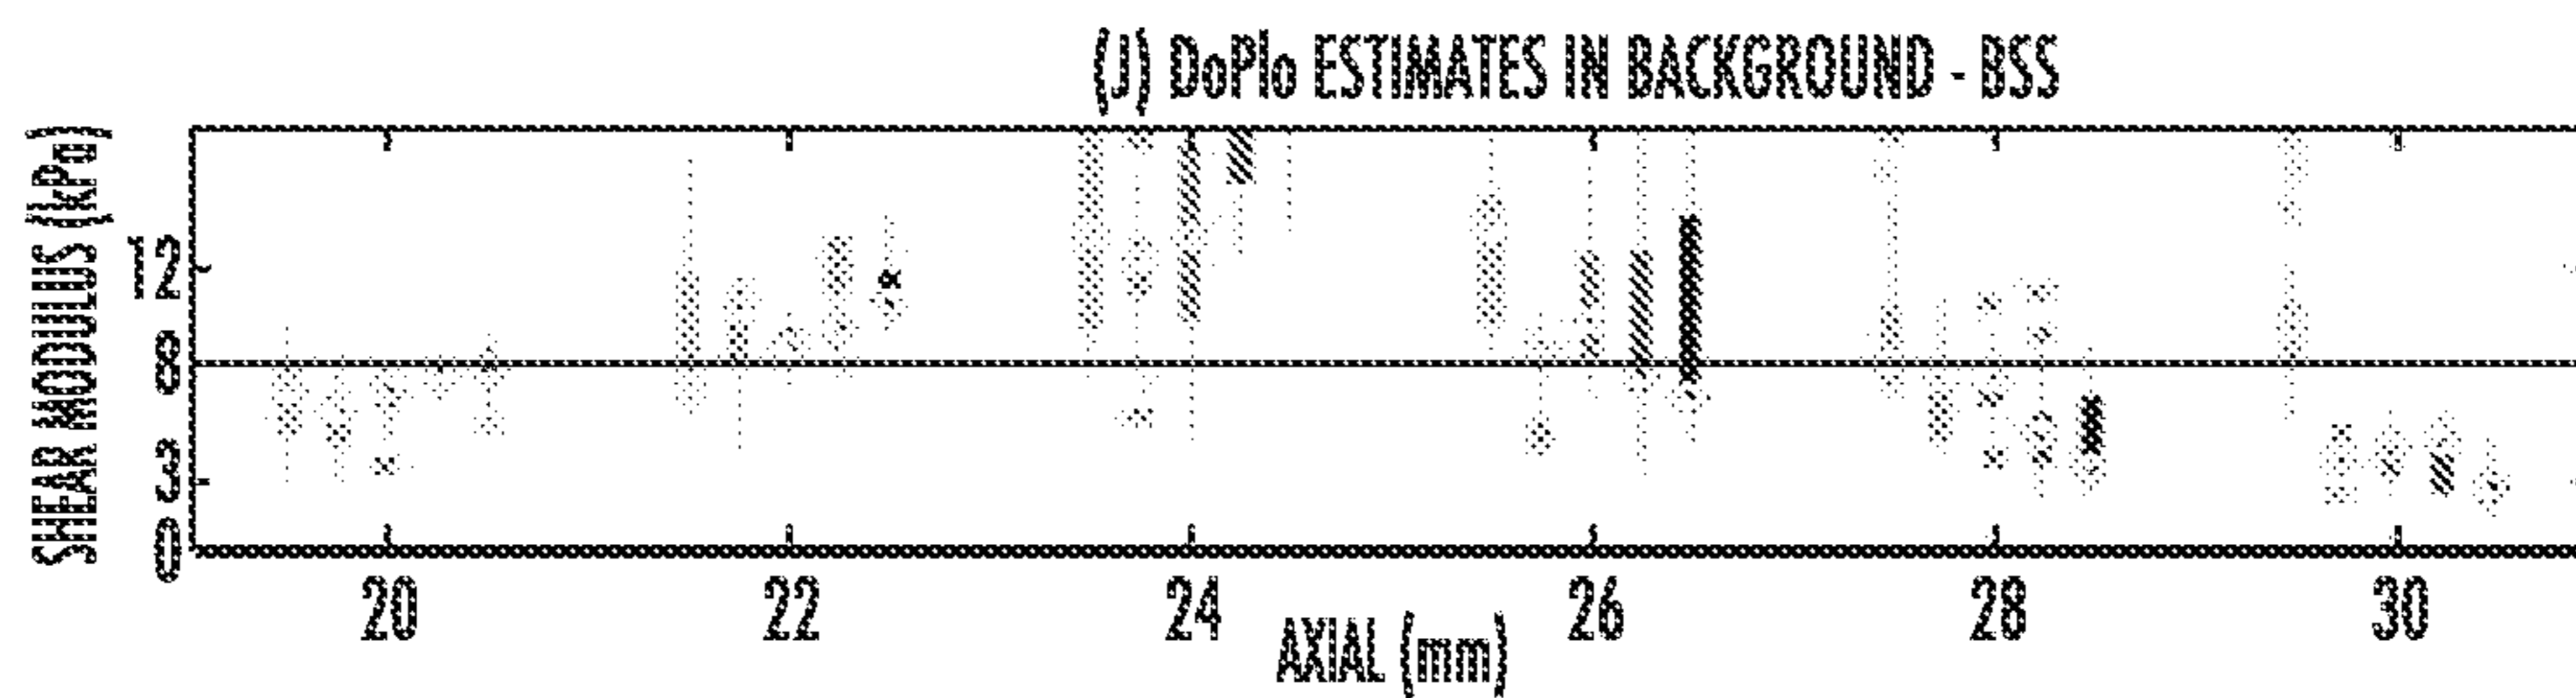 (J) DoPIo ESTIMATES IN BACKGROUND - BSS
SHEAR MODULUS (kPa)
12
8
3
0
20 22 24 26 28 30
AXIAL (mm)